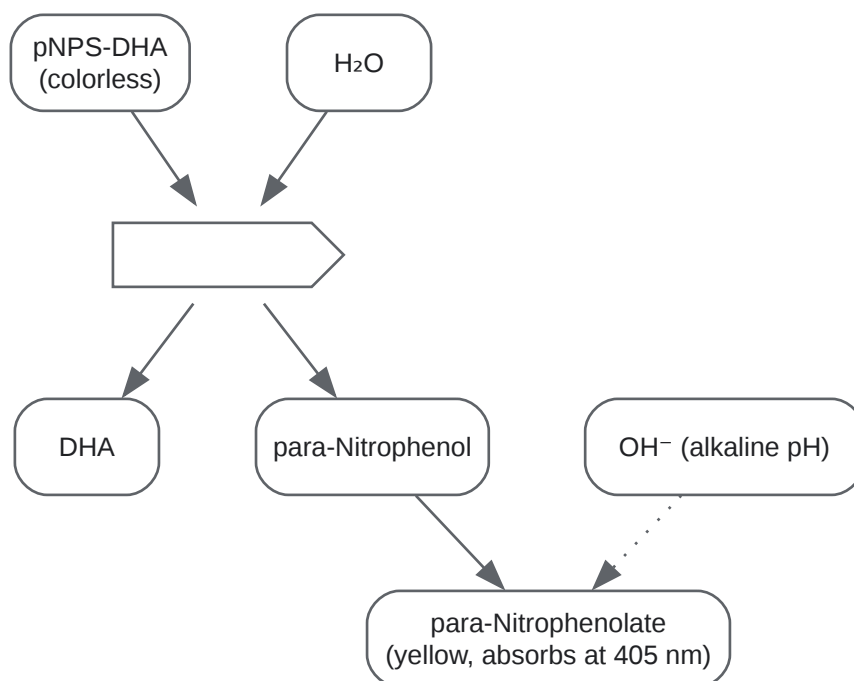 pNPS-DHA
(colorless)
H₂O
DHA
para-Nitrophenol
OH⁻ (alkaline pH)
para-Nitrophenolate
(yellow, absorbs at 405 nm)